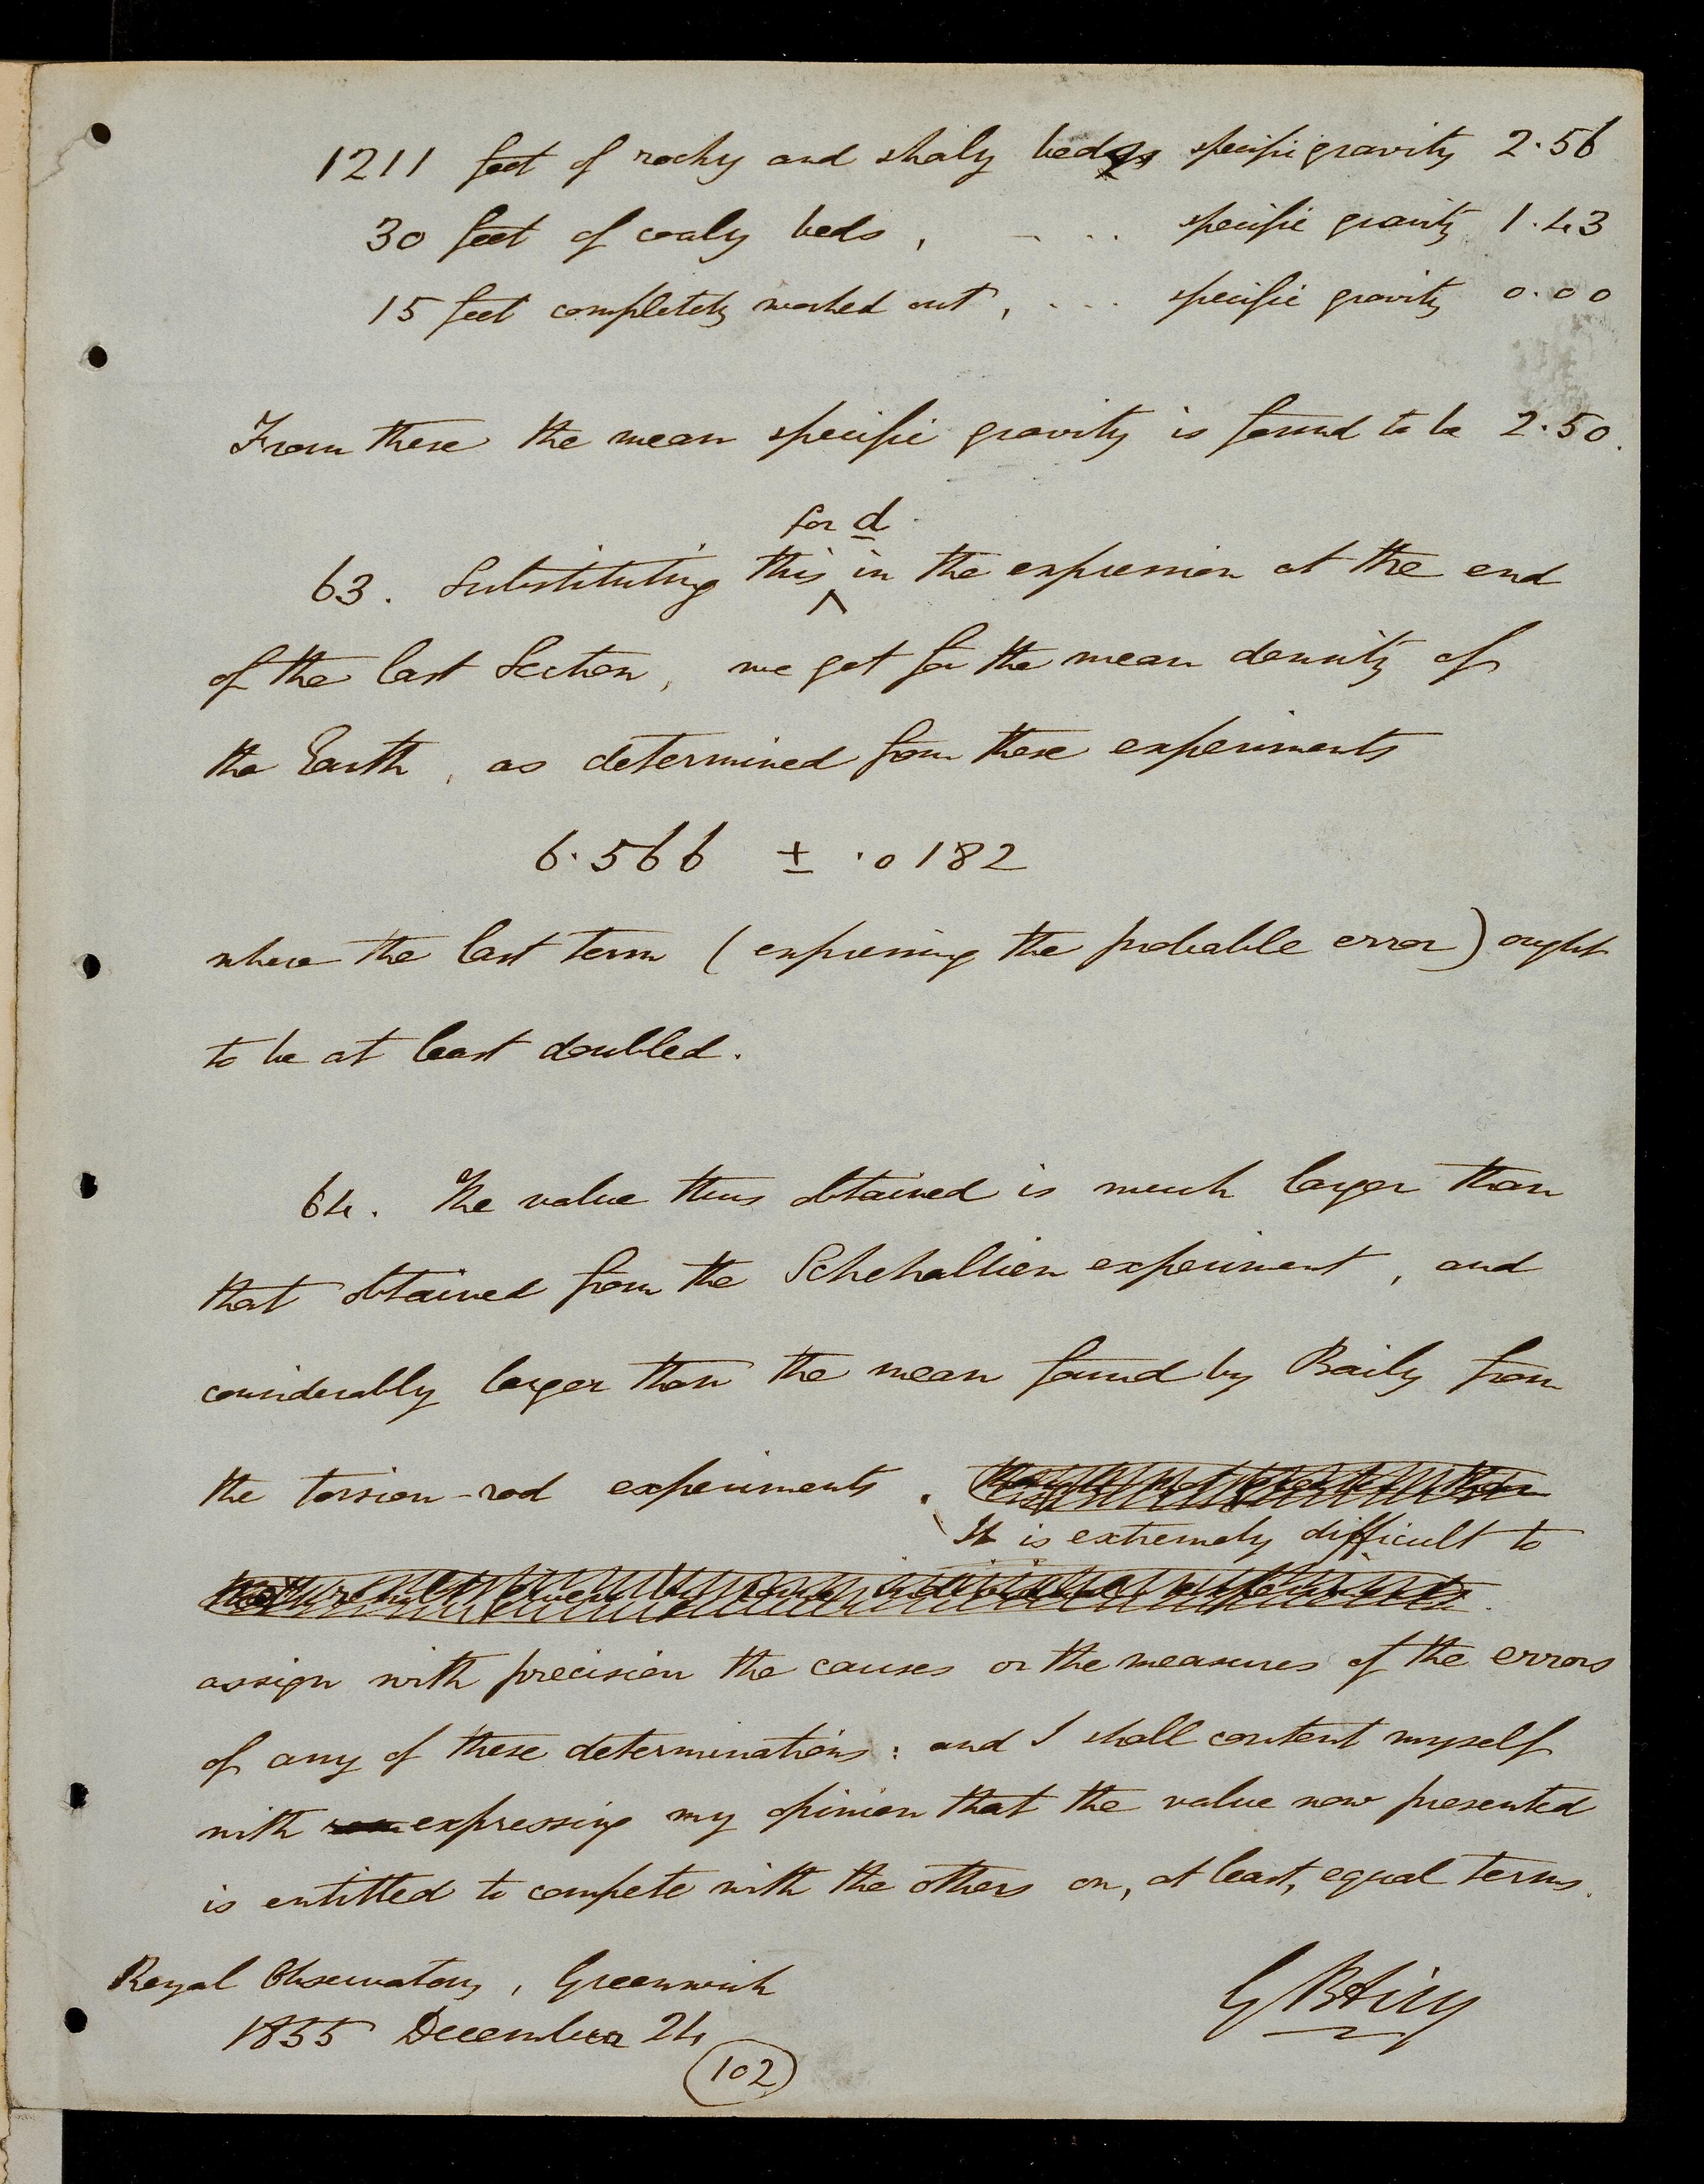 1211 feet of rocky and shaly beds specific gravity 2.56
30 feet of coaly beds, - . . specific gravity 1.43
15 feet completely worked out, . . . specific gravity 0.00
From these the mean specific gravity is found to be 2.50.
for d
63. Substituting this ^ in the expression at the end
of the last Section, we get for the mean density of
the Earth, as determined from these experiments
6.566 ± .0182
where the last term (expressing the probable error) ought
to be at least doubled.
64. The value thus obtained is much larger than
that obtained from the Schehallien experiment, and
considerably larger than the mean found by Baily from
the torsion-rod experiments.
It is extremely difficult to
assign with precision the causes or the measures of the errors
of any of these determinations: and I shall content myself
with expressing my opinion that the value now presented
is entitled to compete with the others on, at least, equal terms.
Royal Observatory, Greenwich
G B Airy
1855 December 24
102